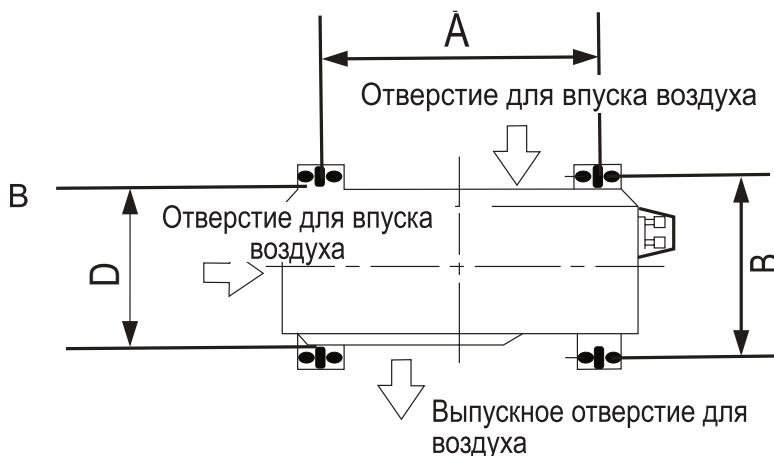 A
Отверстие для впуска воздуха
B
Отверстие для впуска
воздуха
D
B
Выпускное отверстие для
воздуха